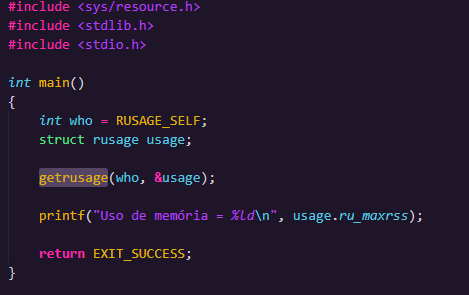 #include <sys/resource.h>
#include <stdlib.h>
#include <stdio.h>
int main()
{
int who = RUSAGE_SELF;
struct rusage usage;
getrusage(who, &usage);
printf("Uso de memória = %ld\n", usage.ru_maxrss);
return EXIT_SUCCESS;
}